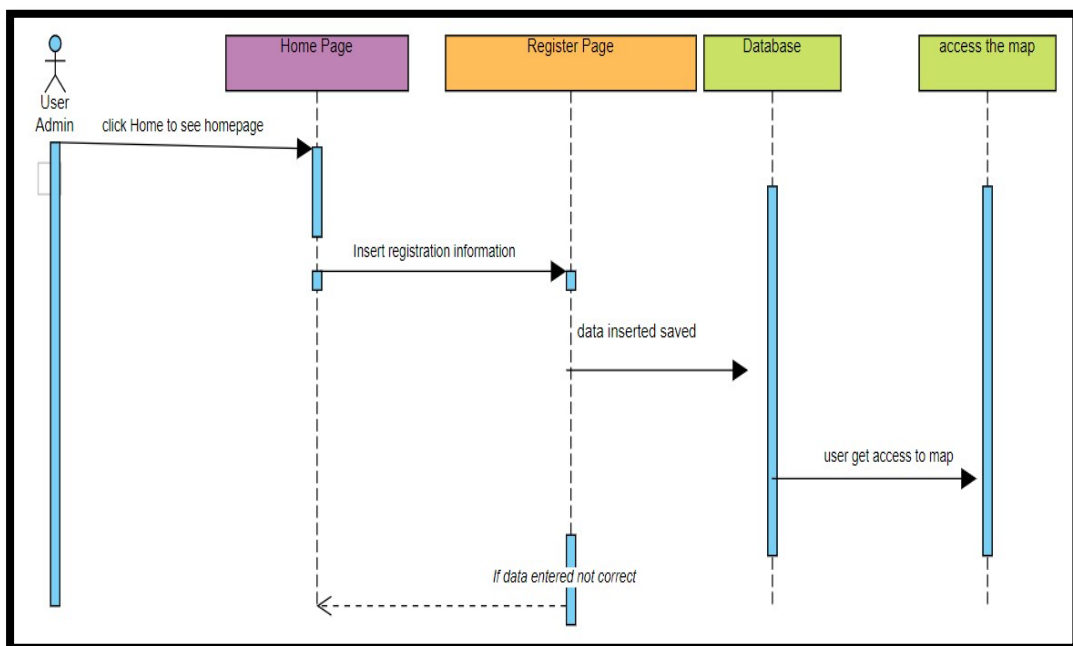 Home Page
Register Page
Database
access the map
User
Admin
click Home to see homepage
Insert registration information
data inserted saved
user get access to map
If data entered not correct